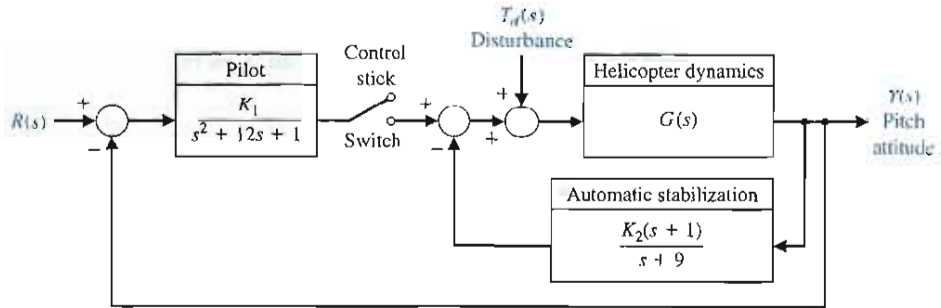 T_d(s)
Disturbance
Control
stick
Pilot
K_1
s^2 + 12s + 1
Switch
Helicopter dynamics
G(s)
R(s)
+
−
+
−
+
+
Y(s)
Pitch
attitude
Automatic stabilization
K_2(s + 1)
s + 9